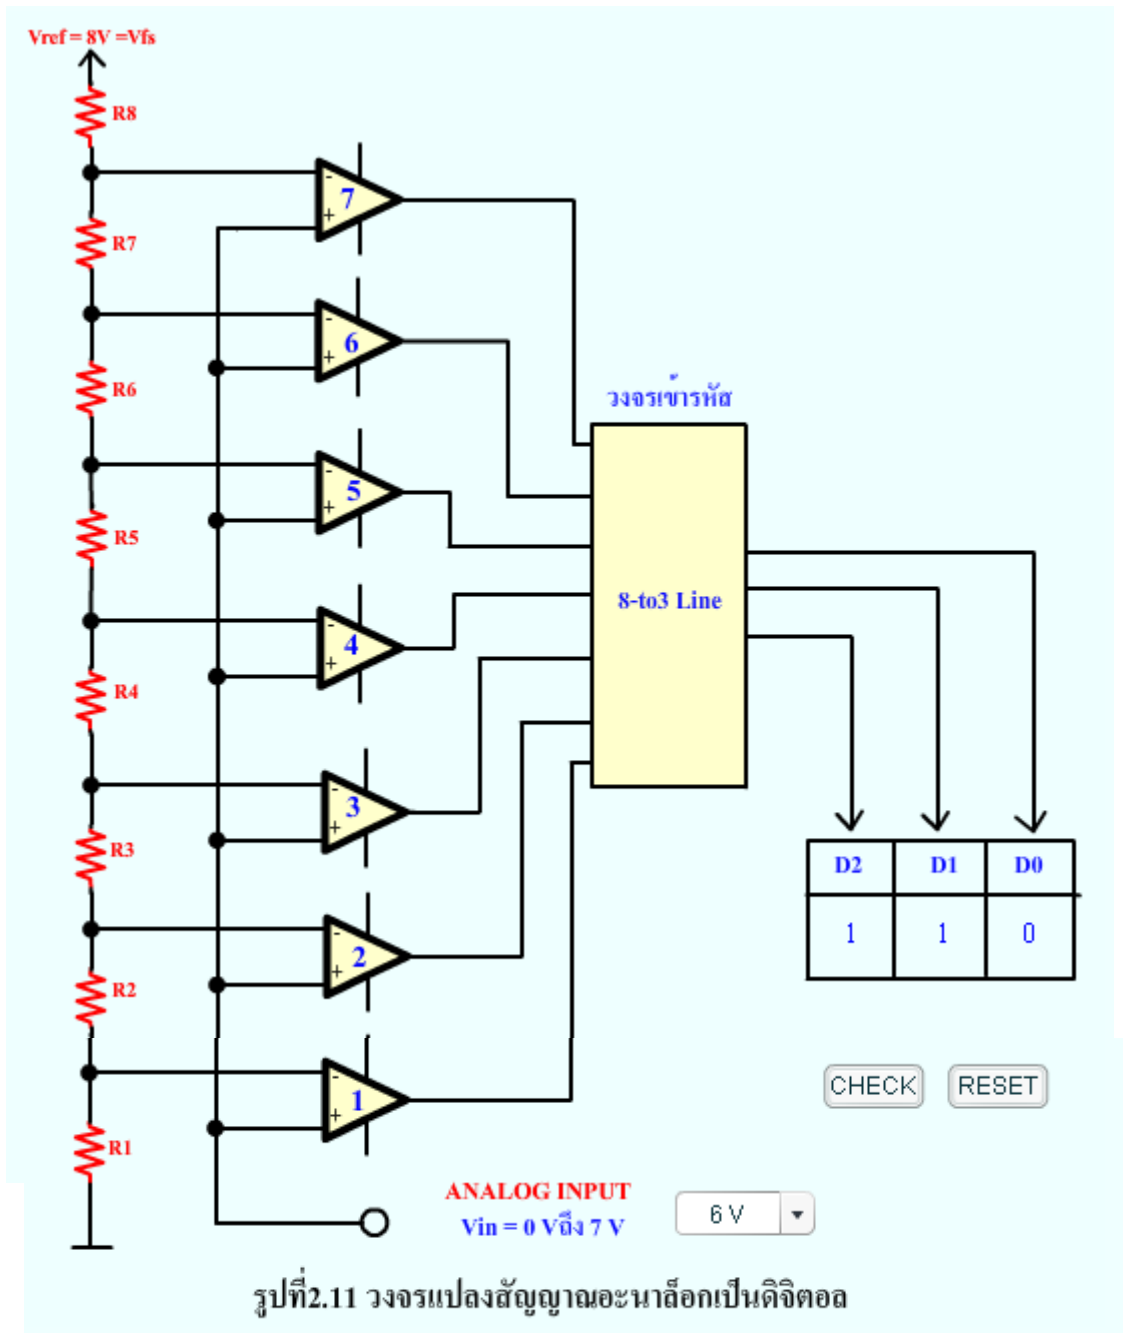 Vref = 8V =Vfs
R8
-
7
+
R7
-
6
+
R6
วงจรเข้ารหัส
-
5
+
R5
8-to3 Line
-
4
+
R4
-
3
+
R3
D2 D1 D0
1 1 0
-
2
+
R2
-
1
+
CHECK RESET
R1
ANALOG INPUT
Vin = 0 Vถึง 7 V
6 V
รูปที่2.11 วงจรแปลงสัญญาณอะนาล็อกเป็นดิจิตอล